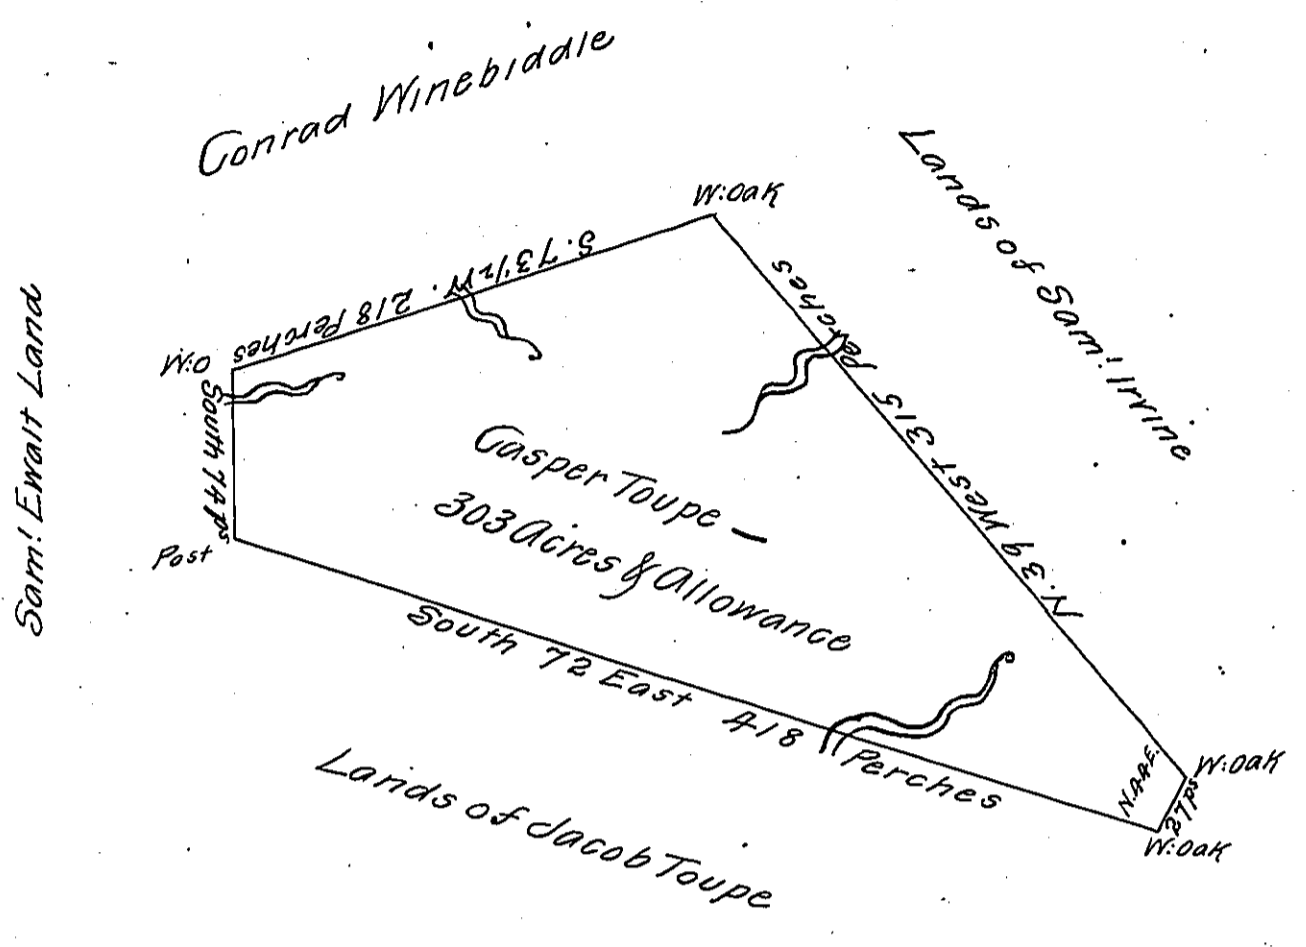 Conrad Winebiddle
Lands of Sam! Irvine
W:oak
S. 73 1/2 W. 218 Perches
W:o
South 74 ps
Sam! Ewalt Land
Post
N. 39 West 315 perches
Casper Toupe —
303 Acres & Allowance
South 72 East 418 Perches
N. 44 E.
27 ps
W:oak
W:oak
Lands of Jacob Toupe